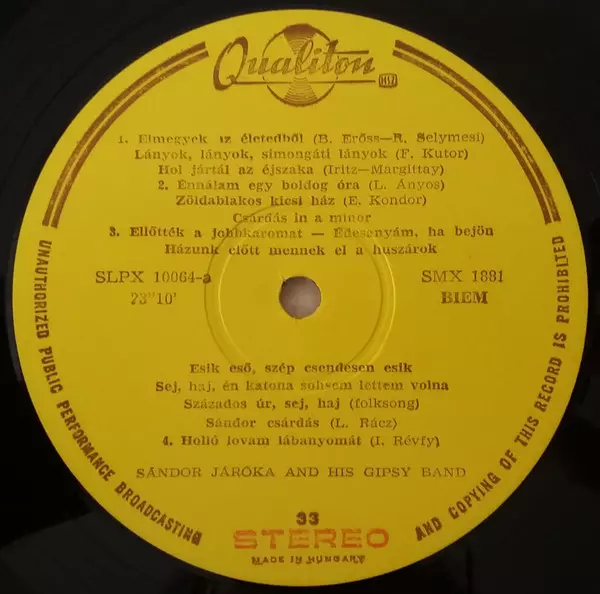 Qualiton
1. Elmegyek az életedből (B. Erőss—R. Selymesi)
Lányok, lányok, simongáti lányok (F. Kutor)
Hol jártál az éjszaka (Iritz—Margittay)
2. Énnálam egy boldog óra (L. Ányos)
Zöldablakos kicsi ház (E. Kondor)
Csárdás in a minor
3. Ellőtték a jobbkaromat — Édesanyám, ha bejön
Házunk előtt mennek el a huszárok
SLPX 10064-a SMX 1881
23"10' BIEM
Esik eső, szép csendesen esik
Sej, haj, én katona sohsem lettem volna
Százados úr, sej, haj (folksong)
Sándor csárdás (L. Rácz)
4. Holló lovam lábanyomát (I. Révfy)
SÁNDOR JÁRÓKA AND HIS GIPSY BAND
33
STEREO
MADE IN HUNGARY
UNAUTHORIZED PUBLIC PERFORMANCE BROADCASTING
AND COPYING OF THIS RECORD IS PROHIBITED